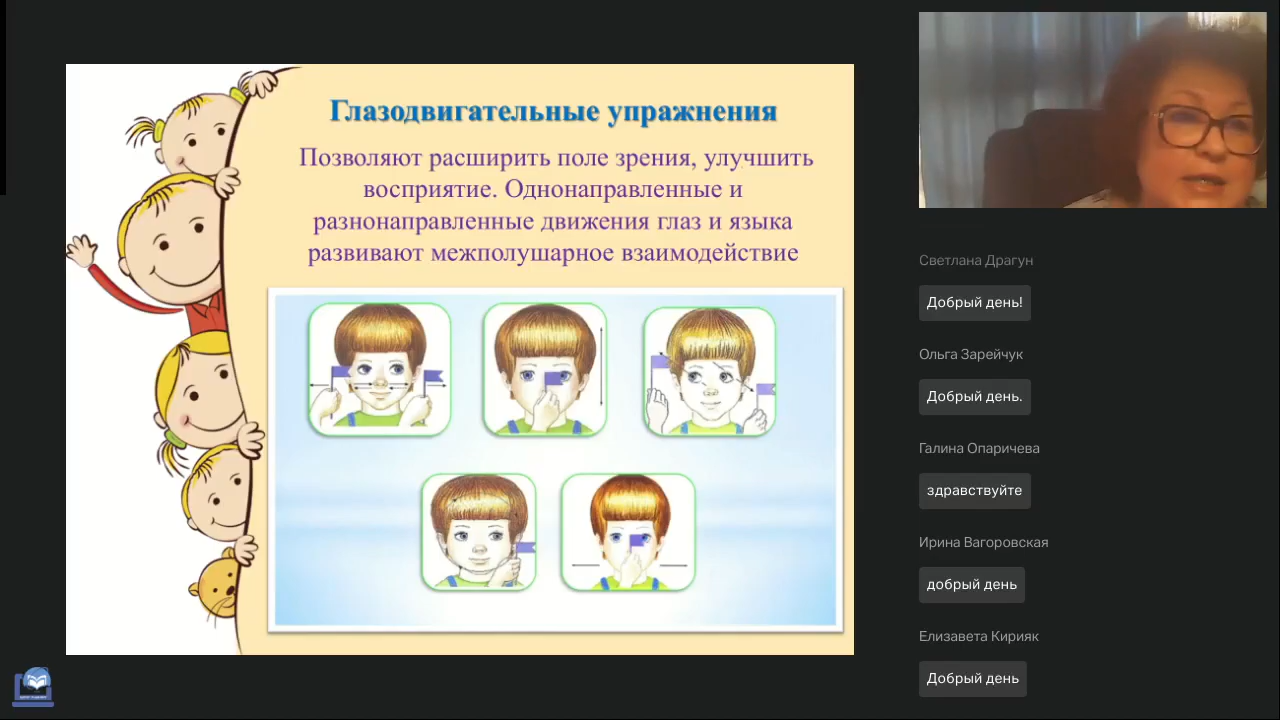 Глазодвигательные упражнения
Позволяют расширить поле зрения, улучшить
восприятие. Однонаправленные и
разнонаправленные движения глаз и языка
развивают межполушарное взаимодействие
Светлана Драгун
Добрый день!
Ольга Зарейчук
Добрый день.
Галина Опаричева
здравствуйте
Ирина Вагоровская
добрый день
Елизавета Кирияк
Добрый день